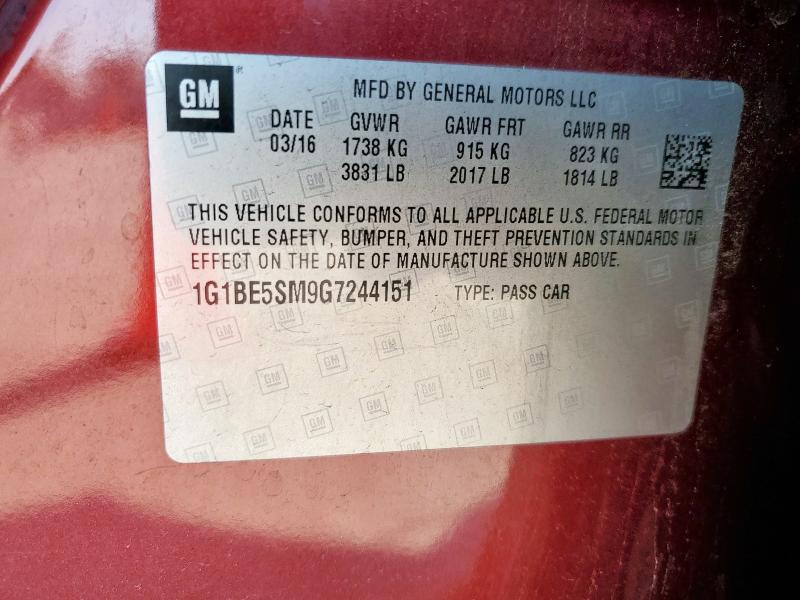 GM
MFD BY GENERAL MOTORS LLC
DATE GVWR GAWR FRT GAWR RR
03/16 1738 KG 915 KG 823 KG
3831 LB 2017 LB 1814 LB
THIS VEHICLE CONFORMS TO ALL APPLICABLE U.S. FEDERAL MOTOR
VEHICLE SAFETY, BUMPER, AND THEFT PREVENTION STANDARDS IN
EFFECT ON THE DATE OF MANUFACTURE SHOWN ABOVE.
1G1BE5SM9G7244151 TYPE: PASS CAR